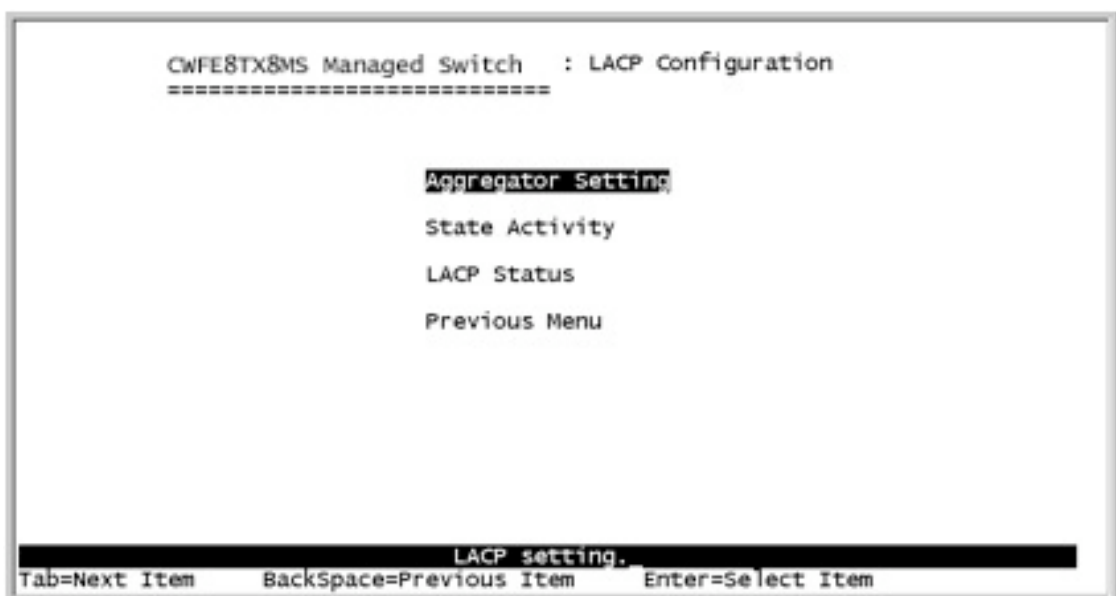 CWFE8TX8MS Managed Switch : LACP Configuration
============================
Aggregator Setting
State Activity
LACP Status
Previous Menu
LACP setting._
Tab=Next Item BackSpace=Previous Item Enter=Select Item